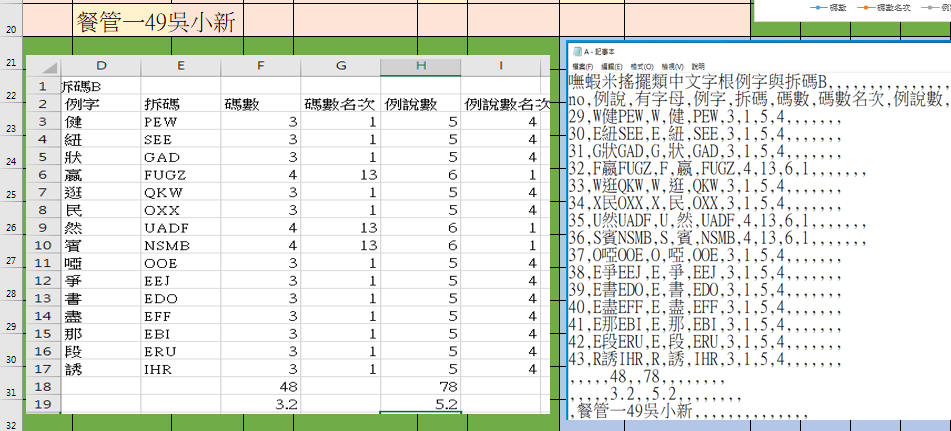 碼數 碼數名次 例
20 餐管一49吳小新
21
22
23
24
25
26
27
28
29
30
31
32
D E F G H I
1 拆碼B
2 例字 拆碼 碼數 碼數名次 例說數 例說數名次
3 健 PEW 3 1 5 4
4 紐 SEE 3 1 5 4
5 狀 GAD 3 1 5 4
6 嬴 FUGZ 4 13 6 1
7 逛 QKW 3 1 5 4
8 民 OXX 3 1 5 4
9 然 UADF 4 13 6 1
10 賓 NSMB 4 13 6 1
11 啞 OOE 3 1 5 4
12 爭 EEJ 3 1 5 4
13 書 EDO 3 1 5 4
14 盡 EFF 3 1 5 4
15 那 EBI 3 1 5 4
16 段 ERU 3 1 5 4
17 誘 IHR 3 1 5 4
18 48 78
19 3.2 5.2
A - 記事本
檔案(F) 編輯(E) 格式(O) 檢視(V) 說明
嘸蝦米搖擺類中文字根例字與拆碼B,,,,,,,,,,,,,,
no,例說,有字母,例字,拆碼,碼數,碼數名次,例說數,
29,W健PEW,W,健,PEW,3,1,5,4,,,,,,,
30,E紐SEE,E,紐,SEE,3,1,5,4,,,,,,,
31,G狀GAD,G,狀,GAD,3,1,5,4,,,,,,,
32,F嬴FUGZ,F,嬴,FUGZ,4,13,6,1,,,,,,,
33,W逛QKW,W,逛,QKW,3,1,5,4,,,,,,,
34,X民OXX,X,民,OXX,3,1,5,4,,,,,,,
35,U然UADF,U,然,UADF,4,13,6,1,,,,,,,
36,S賓NSMB,S,賓,NSMB,4,13,6,1,,,,,,,
37,O啞OOE,O,啞,OOE,3,1,5,4,,,,,,,
38,E爭EEJ,E,爭,EEJ,3,1,5,4,,,,,,,
39,E書EDO,E,書,EDO,3,1,5,4,,,,,,,
40,E盡EFF,E,盡,EFF,3,1,5,4,,,,,,,
41,E那EBI,E,那,EBI,3,1,5,4,,,,,,,
42,E段ERU,E,段,ERU,3,1,5,4,,,,,,,
43,R誘IHR,R,誘,IHR,3,1,5,4,,,,,,,
,,,,,48,,78,,,,,,,,
,,,,,3.2,,5.2,,,,,,,,
,餐管一49吳小新,,,,,,,,,,,,,,